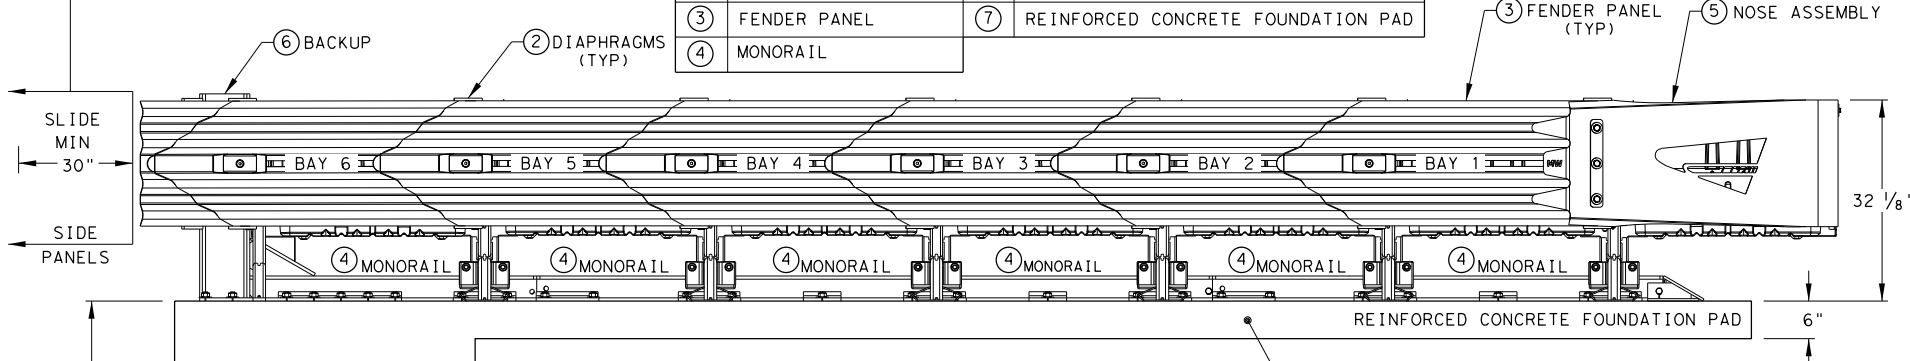 ③ FENDER PANEL ⑦ REINFORCED CONCRETE FOUNDATION PAD
④ MONORAIL
⑥ BACKUP
② DIAPHRAGMS
(TYP)
③ FENDER PANEL
(TYP)
⑤ NOSE ASSEMBLY
SLIDE
MIN
30"
SIDE
PANELS
BAY 6 BAY 5 BAY 4 BAY 3 BAY 2 BAY 1 MW
32 1/8"
④ MONORAIL ④ MONORAIL ④ MONORAIL ④ MONORAIL ④ MONORAIL ④ MONORAIL
REINFORCED CONCRETE FOUNDATION PAD
6"